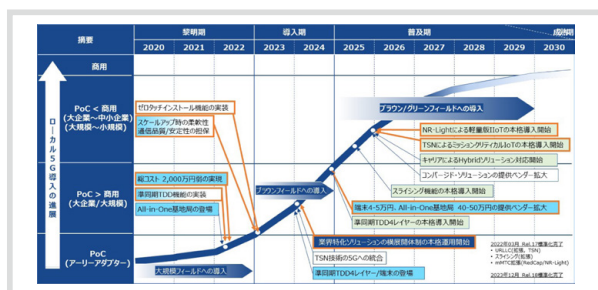 摘要
黎明期
導入期
普及期
成熟期
2020
2021
2022
2023
2024
2025
2026
2027
2028
2029
2030
ローカル5G導入の進展
商用
PoC < 商用
(大企業~中小企業)
(大規模~小規模)
PoC > 商用
(大企業/大規模)
PoC
(アーリーアダプター)
ゼロタッチインストール機能の実装
スケールアップ時の柔軟性
通信品質/安定性の担保
総コスト 2,000万円弱の実現
準同期TDD機能の実装
All-in-One基地局の登場
大規模フィールドへの導入
ブラウンフィールドへの導入
ブラウン/グリーンフィールドへの導入
NR-Lightによる軽量版IIoTの本格導入開始
TSNによるミッションクリティカルIoTの本格導入開始
キャリアによるHybridソリューション対応開始
コンバージド・ソリューションの提供ベンダー拡大
スライシング機能の本格導入開始
端末4-5万円、All-in-One基地局 40-50万円の提供ベンダー拡大
準同期TDD4レイヤーの本格導入開始
業界特化ソリューションの横展開体制の本格運用開始
TSN技術の5Gへの統合
準同期TDD4レイヤー/端末の登場
2022年03月 Rel.17標準化完了
• URLLC(拡張, TSN)
• スライシング(拡張)
• mMTC拡張(RedCap/NR-Light)
2023年12月 Rel.18標準化完了